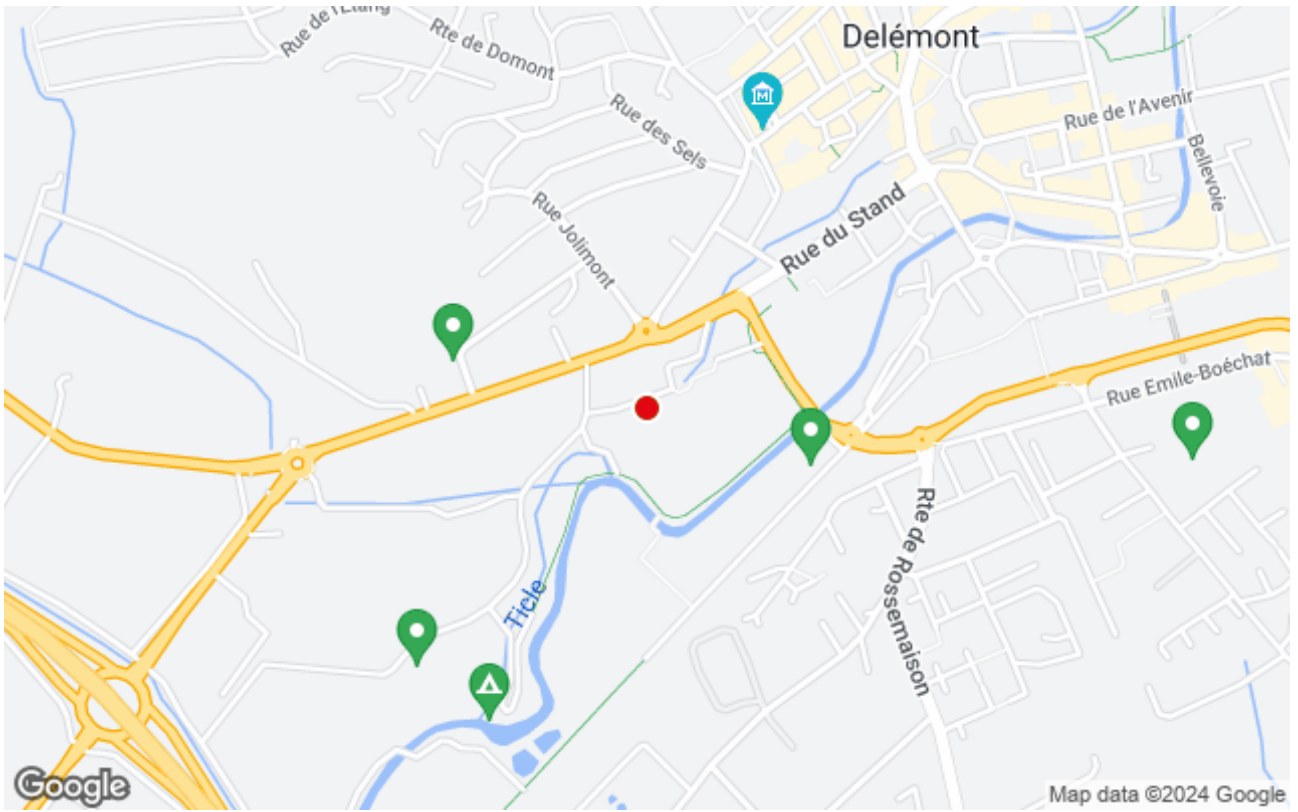 Rue de l'Etang
Rte de Domont
Delémont
M
Rue de l'Avenir
Rue des Sels
Bellevoie
Rue Jolimont
Rue du Stand
Rue Emile-Boéchat
Rte de Rossemaison
Ticle
Google
Map data ©2024 Google